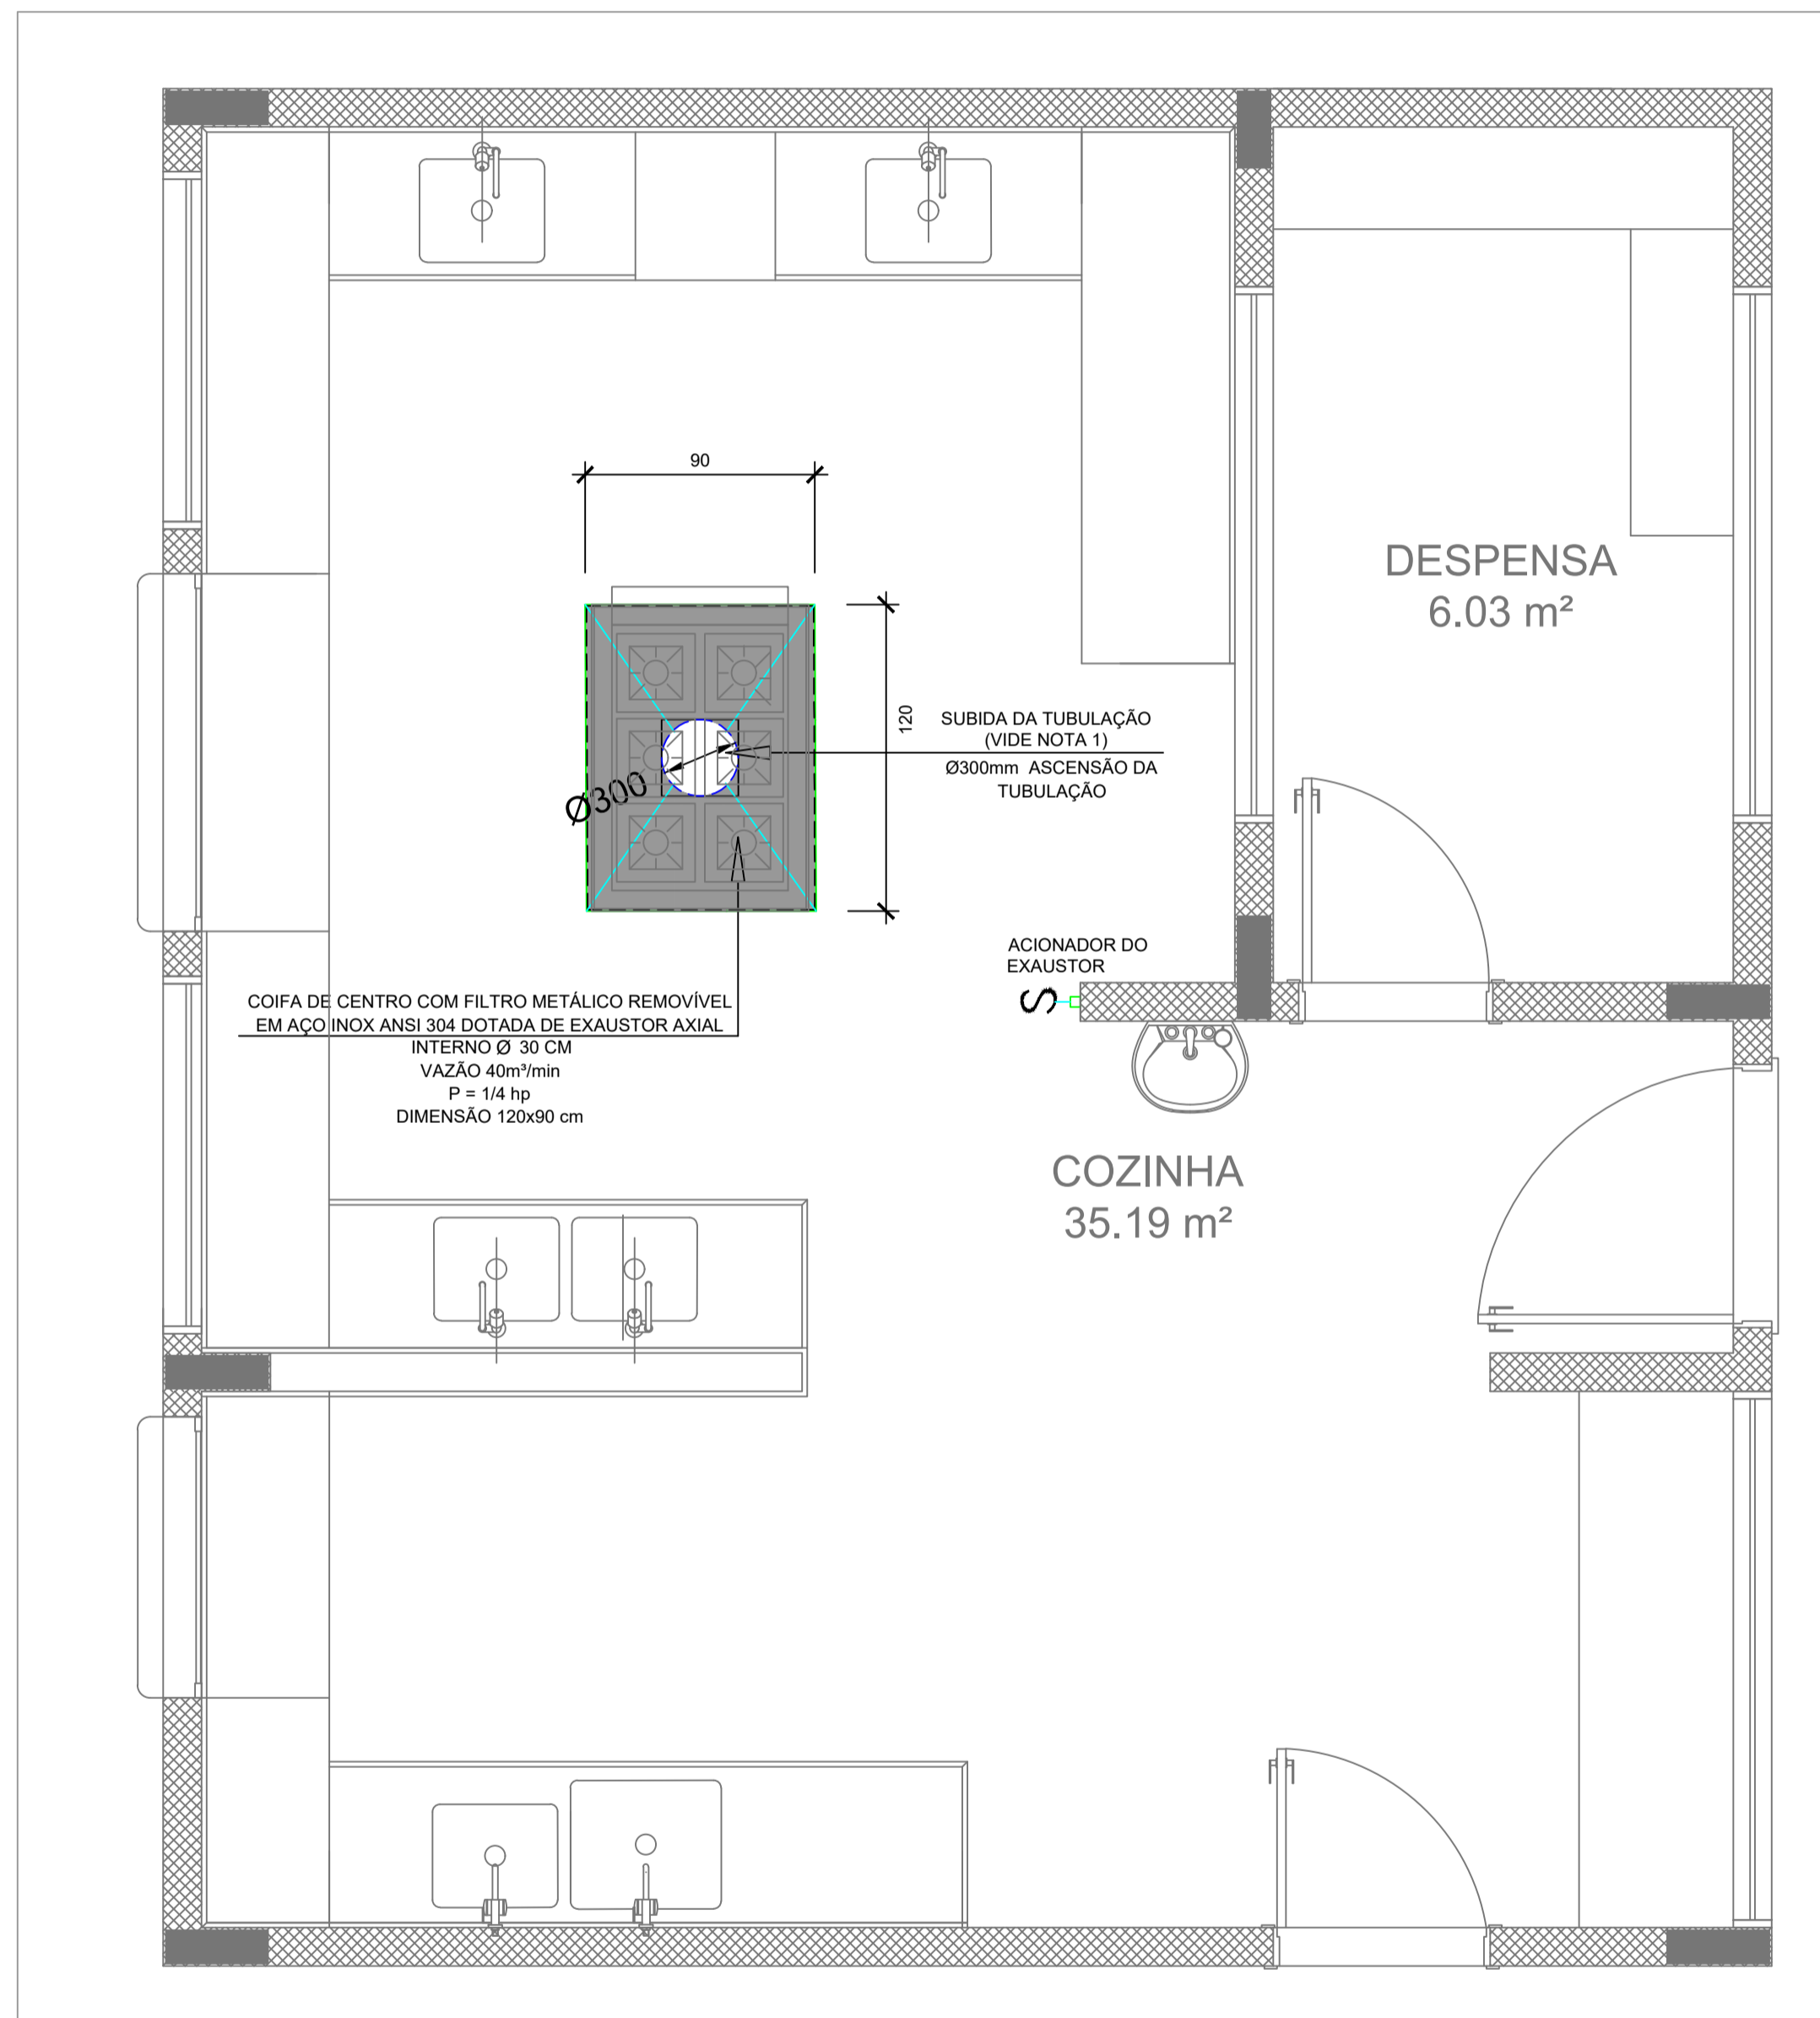 90
DESPENSA
6.03 m²
120
SUBIDA DA TUBULAÇÃO
(VIDE NOTA 1)
Ø300mm ASCENSÃO DA
TUBULAÇÃO
Ø300
ACIONADOR DO
EXAUSTOR
S
COIFA DE CENTRO COM FILTRO METÁLICO REMOVÍVEL
EM AÇO INOX ANSI 304 DOTADA DE EXAUSTOR AXIAL
INTERNO Ø 30 CM
VAZÃO 40m³/min
P = 1/4 hp
DIMENSÃO 120x90 cm
COZINHA
35.19 m²